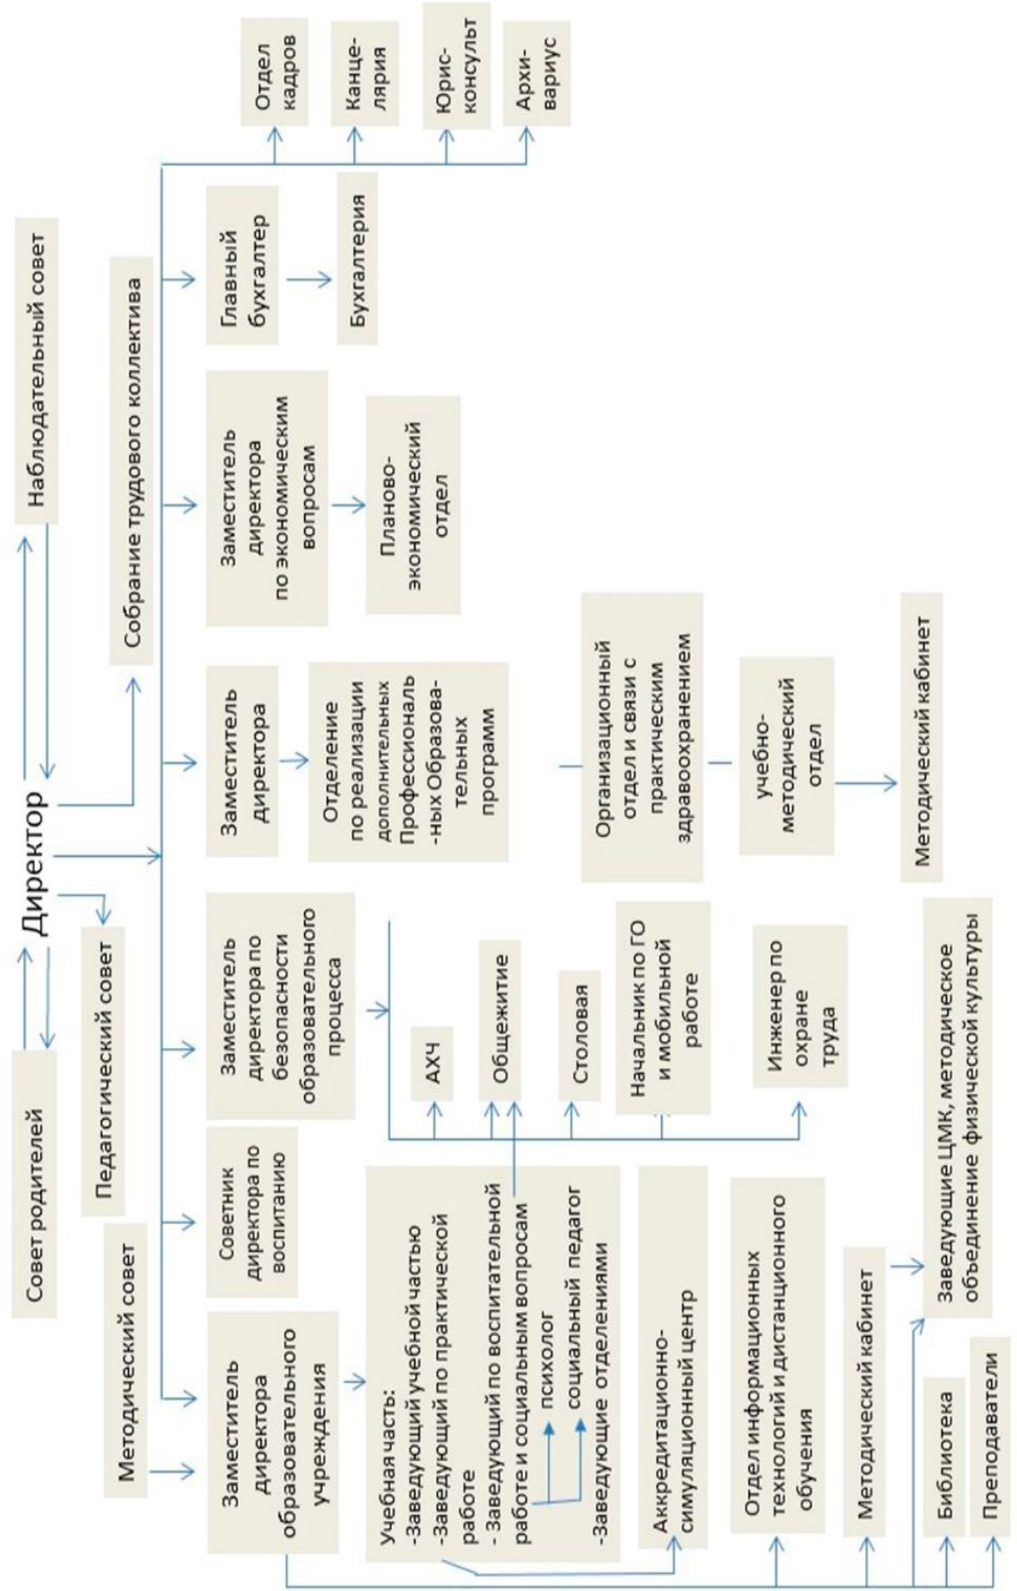 Совет родителей
Директор
Наблюдательный совет
Педагогический совет
Собрание трудового коллектива
Методический совет
Заместитель
директора
образовательного
учреждения
Советник
директора по
воспитанию
Заместитель
директора по
безопасности
образовательного
процесса
Заместитель
директора
Заместитель
директора
по экономическим
вопросам
Главный
бухгалтер
Отдел
кадров
Канце-
лярия
Юрис-
консульт
Архи-
вариус
Учебная часть:
-Заведующий учебной частью
-Заведующий по практической
работе
- Заведующий по воспитательной
работе и социальным вопросам
психолог
социальный педагог
-Заведующие отделениями
АХЧ
Общежитие
Столовая
Начальник по ГО
и мобильной
работе
Инженер по
охране
труда
Отделение
по реализации
дополнительных
Профессиональ
-ных Образова-
тельных
программ
Планово-
экономический
отдел
Бухгалтерия
Организационный
отдел и связи с
практическим
здравоохранением
учебно-
методический
отдел
Методический кабинет
Аккредитационно-
симуляционный центр
Отдел информационных
технологий и дистанционного
обучения
Методический кабинет
Заведующие ЦМК, методическое
объединение физической культуры
Библиотека
Преподаватели